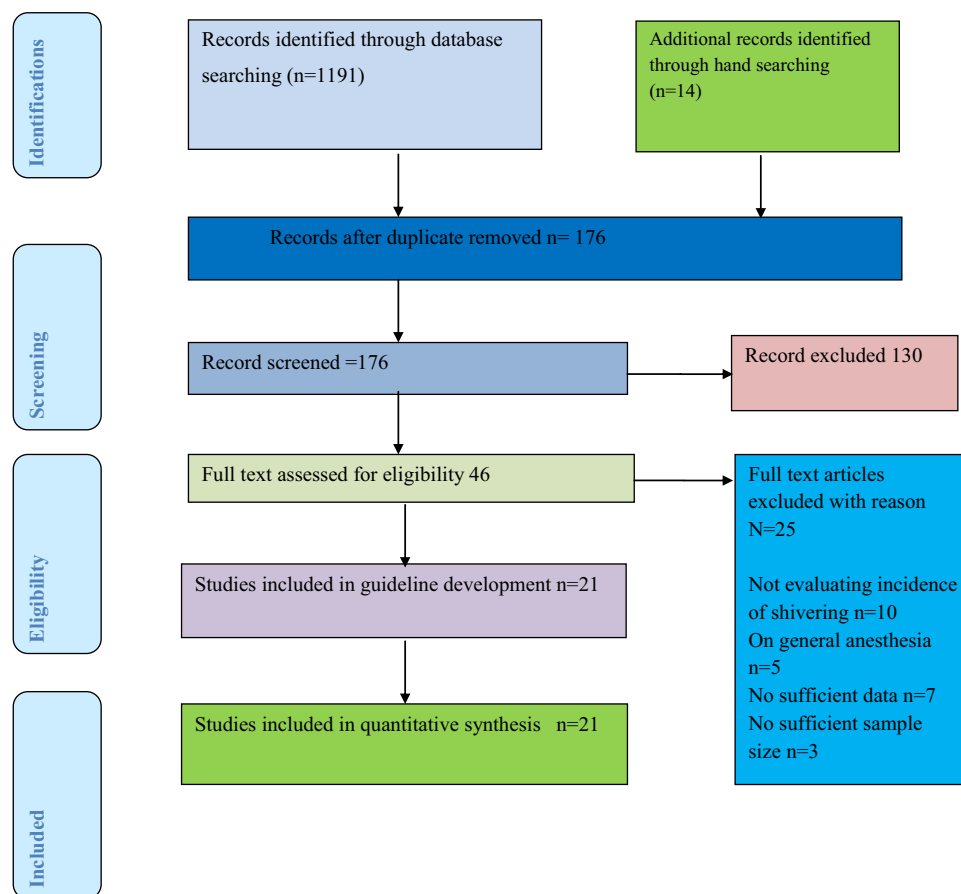 Identifications
Records identified through database
searching (n=1191)
Additional records identified
through hand searching
(n=14)
Records after duplicate removed n= 176
Screening
Record screened =176
Record excluded 130
Eligibility
Full text assessed for eligibility 46
Full text articles
excluded with reason
N=25
Not evaluating incidence
of shivering n=10
On general anesthesia
n=5
No sufficient data n=7
No sufficient sample
size n=3
Studies included in guideline development n=21
Included
Studies included in quantitative synthesis n=21